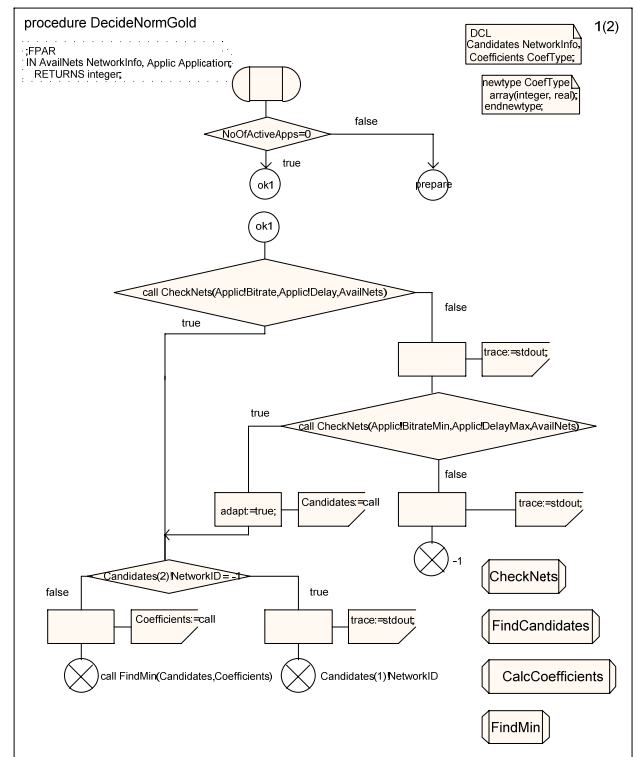 procedure DecideNormGold
1(2)
;FPAR
IN AvailNets NetworkInfo, Applic Application;
RETURNS integer;
DCL
Candidates NetworkInfo,
Coefficients CoefType;
newtype CoefType
array(integer, real);
endnewtype;
NoOfActiveApps=0
false
true
ok1
prepare
ok1
call CheckNets(Applic!Bitrate,Applic!Delay,AvailNets)
true
false
trace:=stdout;
true
call CheckNets(Applic!BitrateMin,Applic!DelayMax,AvailNets)
false
adapt:=true;
Candidates:=call
trace:=stdout;
-1
Candidates(2)!NetworkID = -1
false
true
Coefficients:=call
trace:=stdout;
call FindMin(Candidates,Coefficients)
Candidates(1)!NetworkID
CheckNets
FindCandidates
CalcCoefficients
FindMin